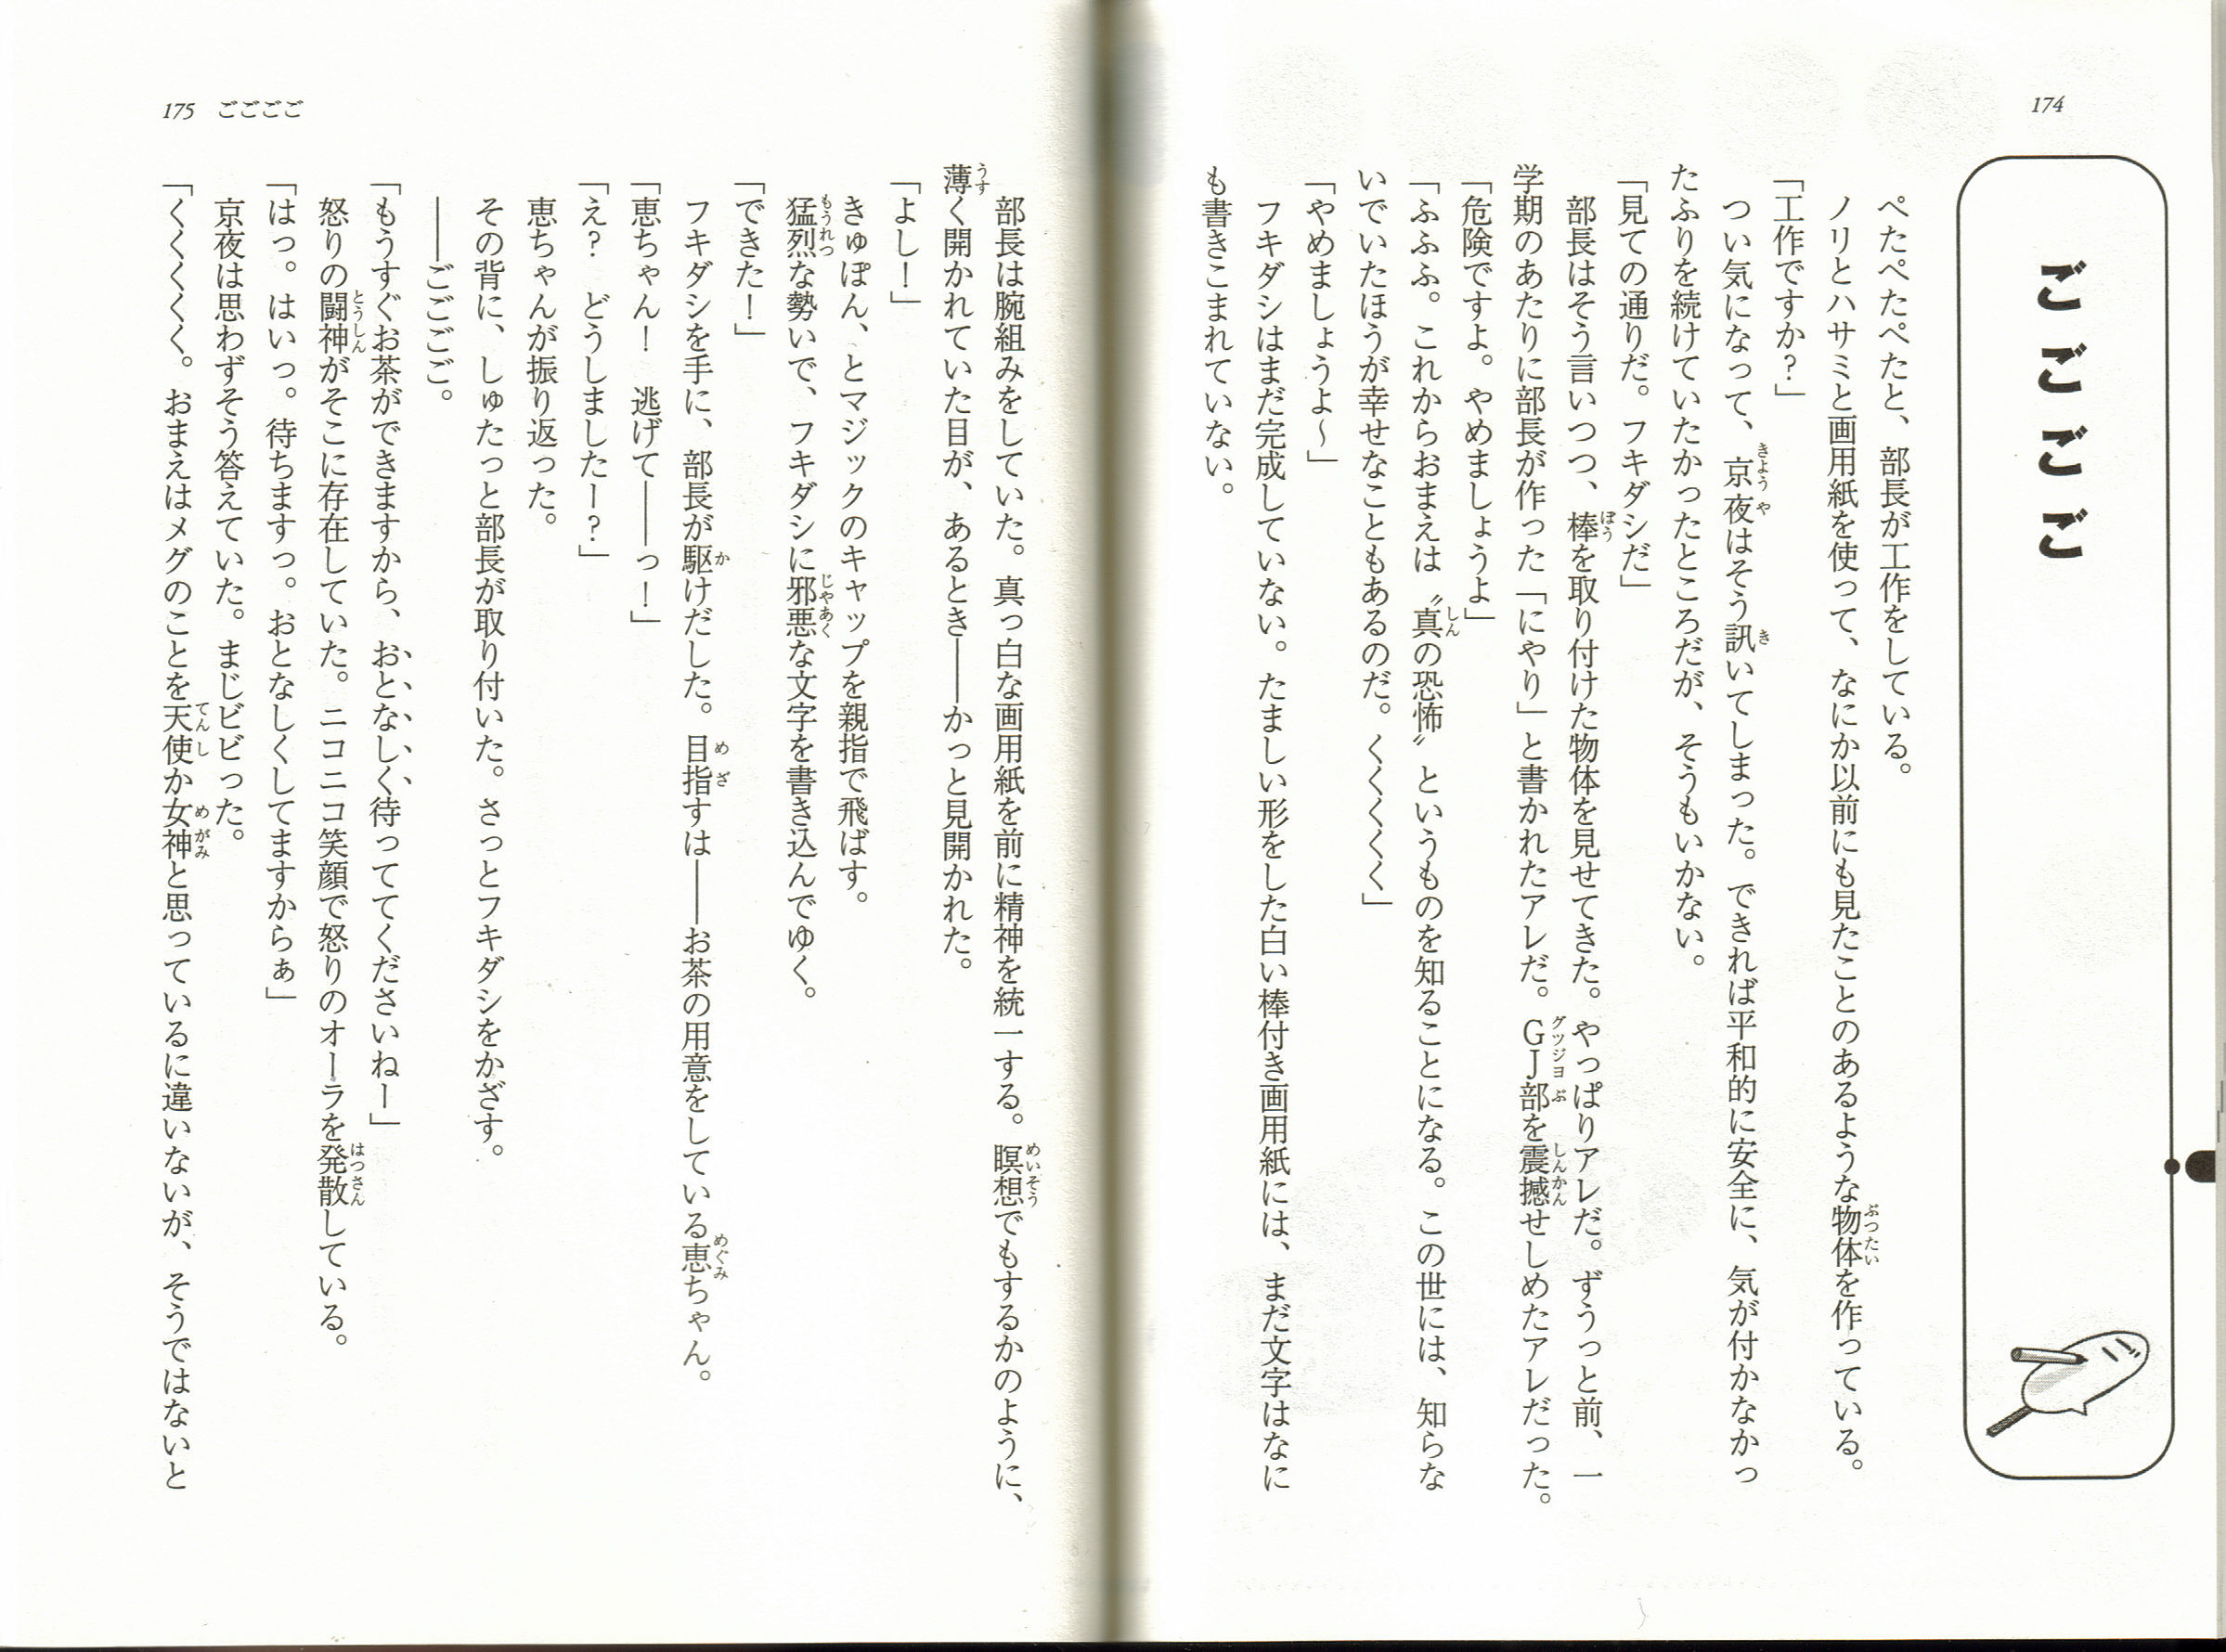 174
ごごごご
ぺたぺたぺたと、部長が工作をしている。
ノリとハサミと画用紙を使って、なにか以前にも見たことのあるような物体を作っている。
「工作ですか？」
つい気になって、京夜はそう訊いてしまった。できれば平和的に安全に、気が付かなかっ
たふりを続けていたかったところだが、そうもいかない。
「見ての通りだ。フキダシだ」
部長はそう言いつつ、棒を取り付けた物体を見せてきた。やっぱりアレだ。ずうっと前、一
学期のあたりに部長が作った「にやり」と書かれたアレだ。ＧＪ部を震撼せしめたアレだった。
「危険ですよ。やめましょうよ」
「ふふふ。これからおまえは〝真の恐怖〟というものを知ることになる。この世には、知らな
いでいたほうが幸せなこともあるのだ。くくくくく」
「やめましょうよ～」
フキダシはまだ完成していない。たましい形をした白い棒付き画用紙には、まだ文字はなに
も書きこまれていない。
部長は腕組みをしていた。真っ白な画用紙を前に精神を統一する。瞑想でもするかのように、
薄く開かれていた目が、あるとき――かっと見開かれた。
「よし！」
きゅぽん、とマジックのキャップを親指で飛ばす。
猛烈な勢いで、フキダシに邪悪な文字を書き込んでゆく。
「できた！」
フキダシを手に、部長が駆けだした。目指すは――お茶の用意をしている恵ちゃん。
「恵ちゃん！　逃げて――っ！」
「え？　どうしましたー？」
恵ちゃんが振り返った。
その背に、しゅたっと部長が取り付いた。さっとフキダシをかざす。
――ごごごご。
「もうすぐお茶ができますから、おとなしく待っててくださいねー」
怒りの闘神がそこに存在していた。ニコニコ笑顔で怒りのオーラを発散している。
「はっ。はいっ。待ちますっ。おとなしくしてますからぁ」
京夜は思わずそう答えていた。まじビビった。
「くくくくく。おまえはメグのことを天使か女神と思っているに違いないが、そうではないと
175 ごごごご